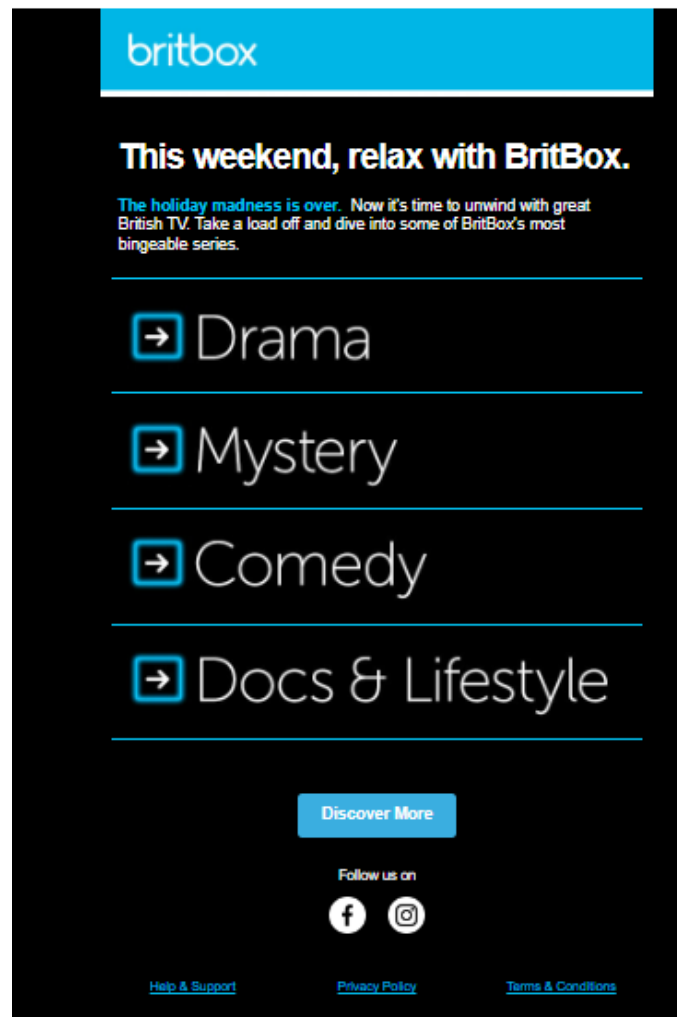 britbox
This weekend, relax with BritBox.
The holiday madness is over. Now it's time to unwind with great
British TV. Take a load off and dive into some of BritBox's most
bingeable series.
Drama
Mystery
Comedy
Docs & Lifestyle
Discover More
Follow us on
Help & Support Privacy Policy Terms & Conditions